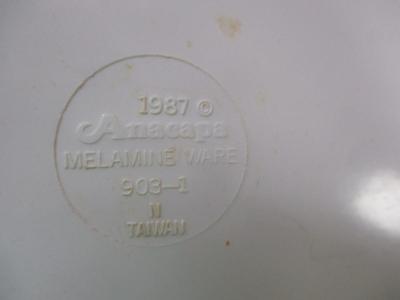 1987 ©
Anacapa
MELAMINE WARE
903-1
N
TAIWAN